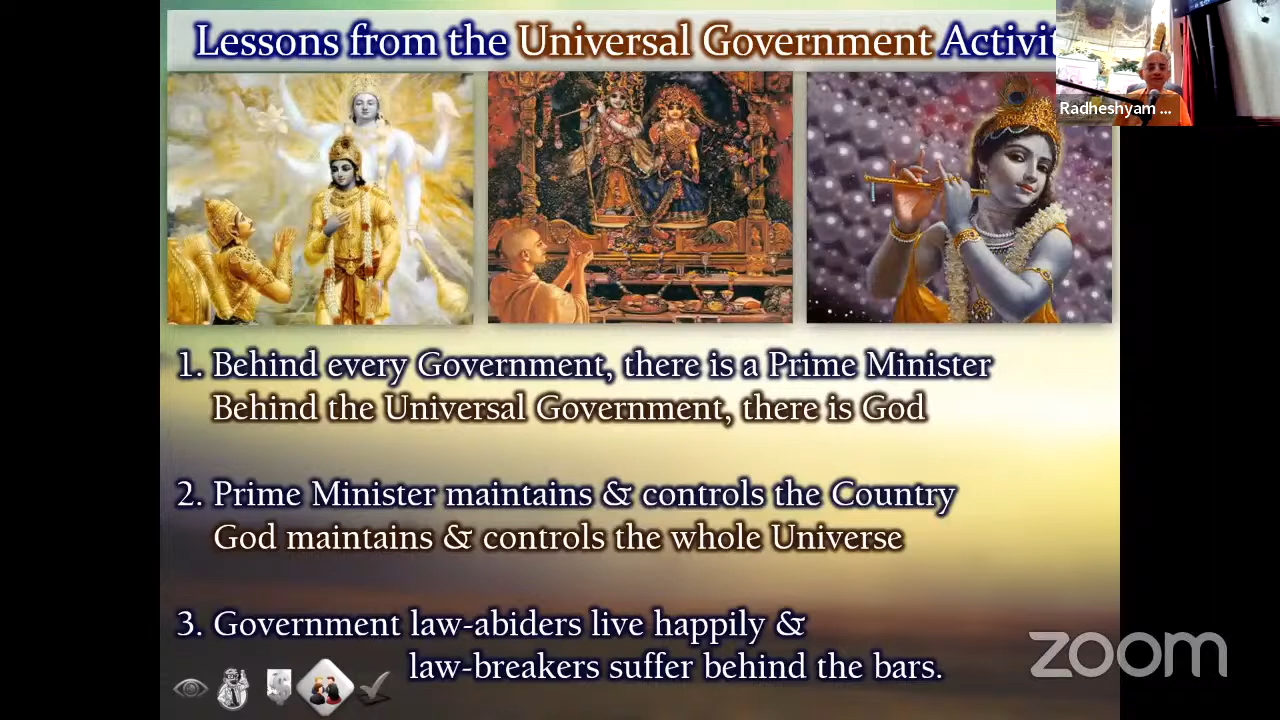 Lessons from the Universal Government Activit
Radheshyam ...
1. Behind every Government, there is a Prime Minister
Behind the Universal Government, there is God
2. Prime Minister maintains & controls the Country
God maintains & controls the whole Universe
3. Government law-abiders live happily &
law-breakers suffer behind the bars.
zoom